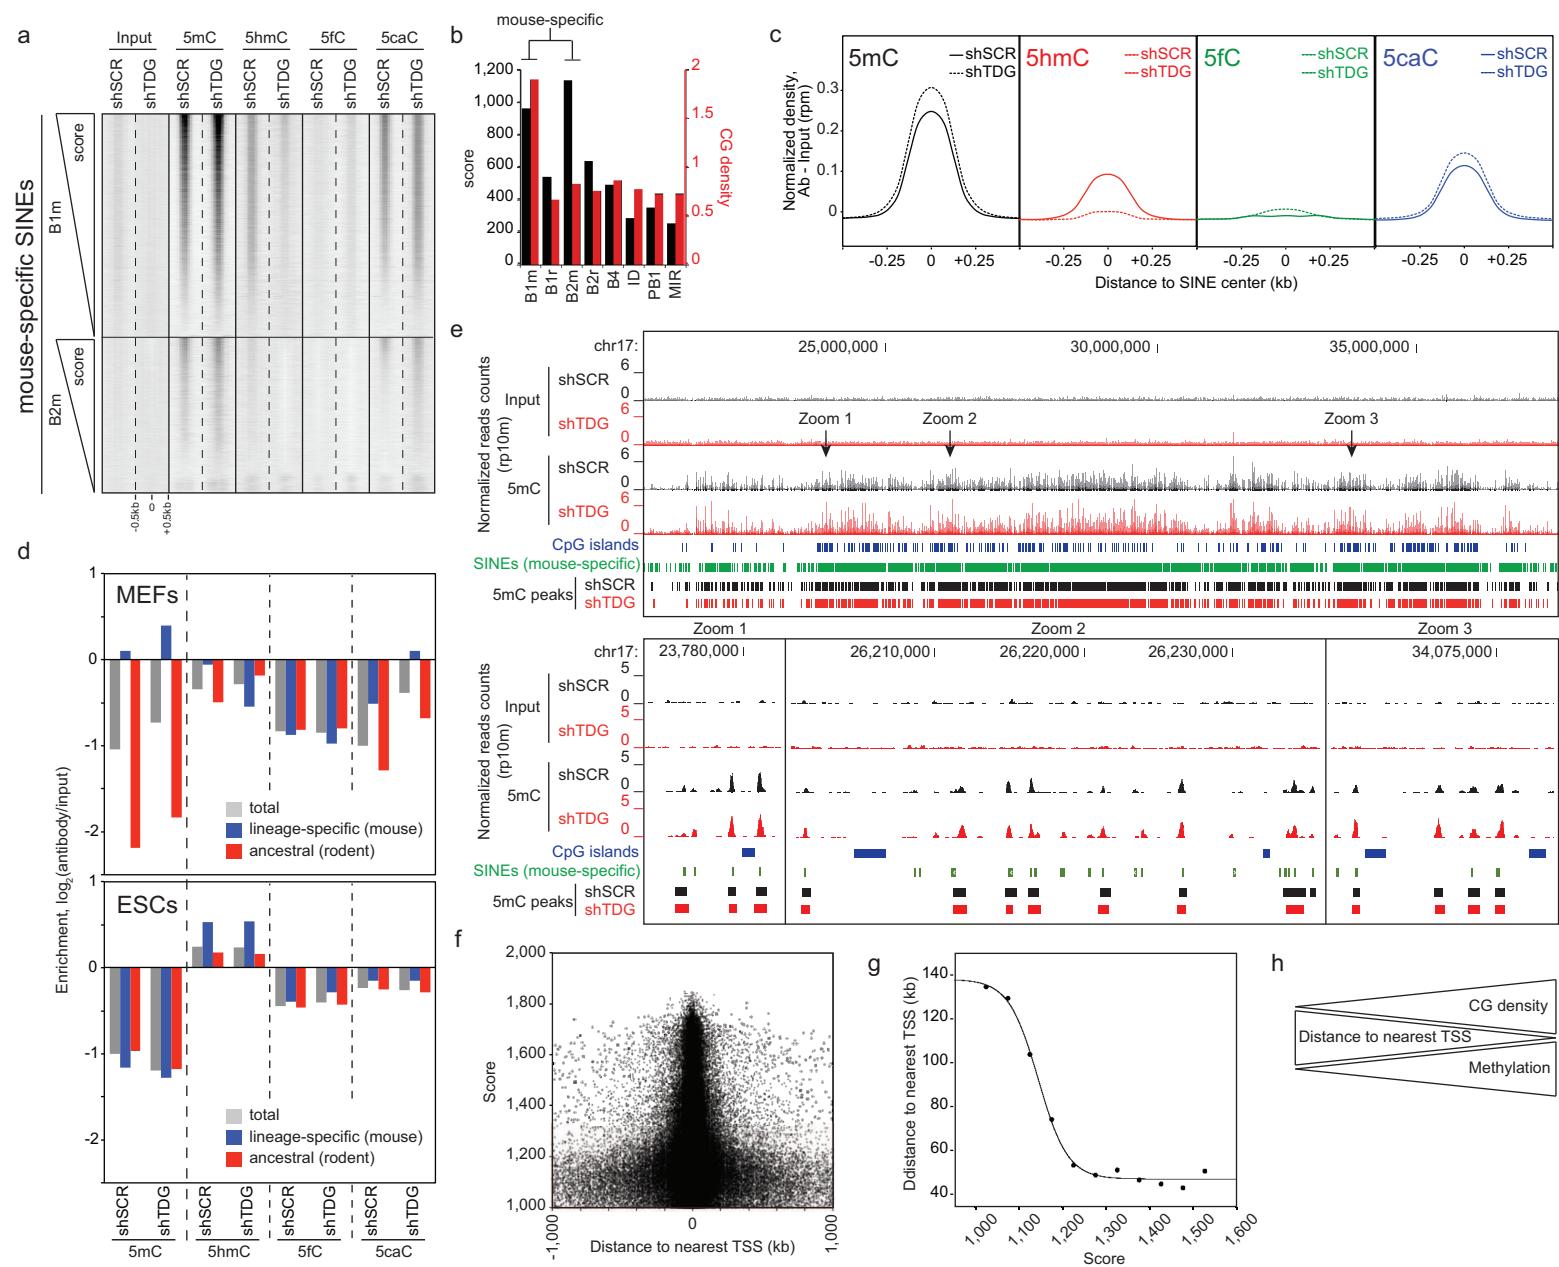 a
Input 5mC 5hmC 5fC 5caC
shSCR shTDG shSCR shTDG shSCR shTDG shSCR shTDG shSCR shTDG
mouse-specific SINEs
B1m
score
B2m
score
-0.5kb 0 +0.5kb
b
mouse-specific
1,200
1,000
800
600
400
200
0
score
2
1.5
1
0.5
0
CG density
B1m B1r B2m B2r B4 ID PB1 MIR
c
Normalized density,
Ab - Input (rpm)
0.3
0.2
0.1
0
5mC
shSCR
shTDG
5hmC
shSCR
shTDG
5fC
shSCR
shTDG
5caC
shSCR
shTDG
-0.25 0 +0.25 -0.25 0 +0.25 -0.25 0 +0.25 -0.25 0 +0.25
Distance to SINE center (kb)
d
Enrichment, log2(antibody/input)
MEFs
1
0
-1
-2
total
lineage-specific (mouse)
ancestral (rodent)
ESCs
1
0
-1
-2
total
lineage-specific (mouse)
ancestral (rodent)
shSCR shTDG shSCR shTDG shSCR shTDG shSCR shTDG
5mC 5hmC 5fC 5caC
e
chr17: 25,000,000 30,000,000 35,000,000
Normalized reads counts
(rp10m)
Input
shSCR 6 0
shTDG 6 0
Zoom 1 Zoom 2 Zoom 3
5mC
shSCR 6 0
shTDG 6 0
CpG islands
SINEs (mouse-specific)
5mC peaks
shSCR
shTDG
Zoom 1 Zoom 2 Zoom 3
chr17: 23,780,000 26,210,000 26,220,000 26,230,000 34,075,000
Normalized reads counts
(rp10m)
Input
shSCR 5 0
shTDG 5 0
5mC
shSCR 5 0
shTDG 5 0
CpG islands
SINEs (mouse-specific)
5mC peaks
shSCR
shTDG
f
Score
2,000
1,800
1,600
1,400
1,200
1,000
-1,000 0 1,000
Distance to nearest TSS (kb)
g
Ddistance to nearest TSS (kb)
140
120
100
80
60
40
1,000 1,100 1,200 1,300 1,400 1,500 1,600
Score
h
CG density
Distance to nearest TSS
Methylation